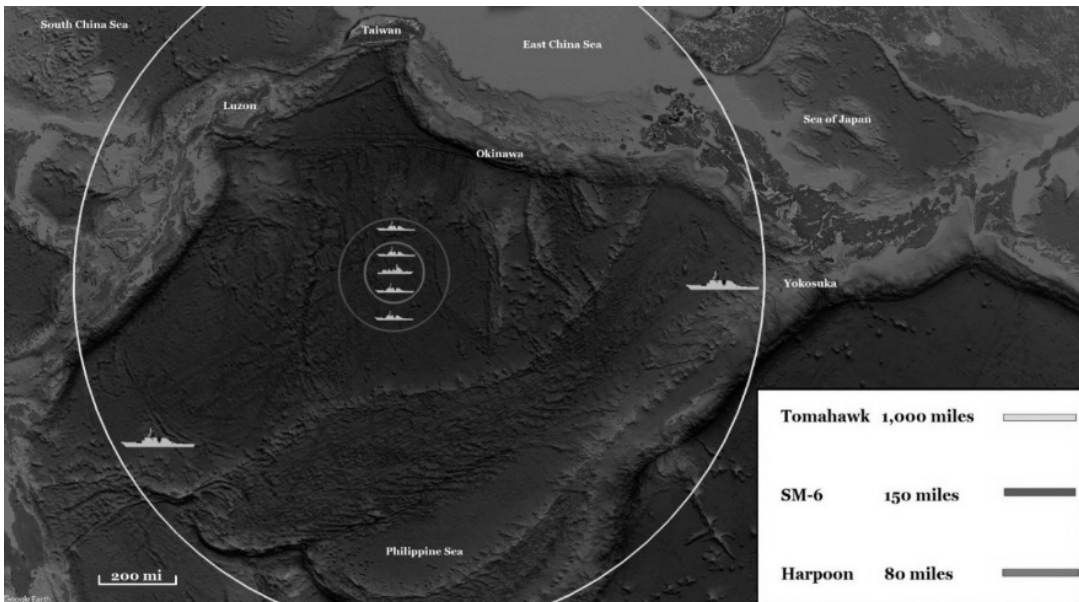 South China Sea
Taiwan
East China Sea
Luzon
Sea of Japan
Okinawa
Yokosuka
Philippine Sea
200 mi
Google Earth
Tomahawk 1,000 miles
SM-6 150 miles
Harpoon 80 miles